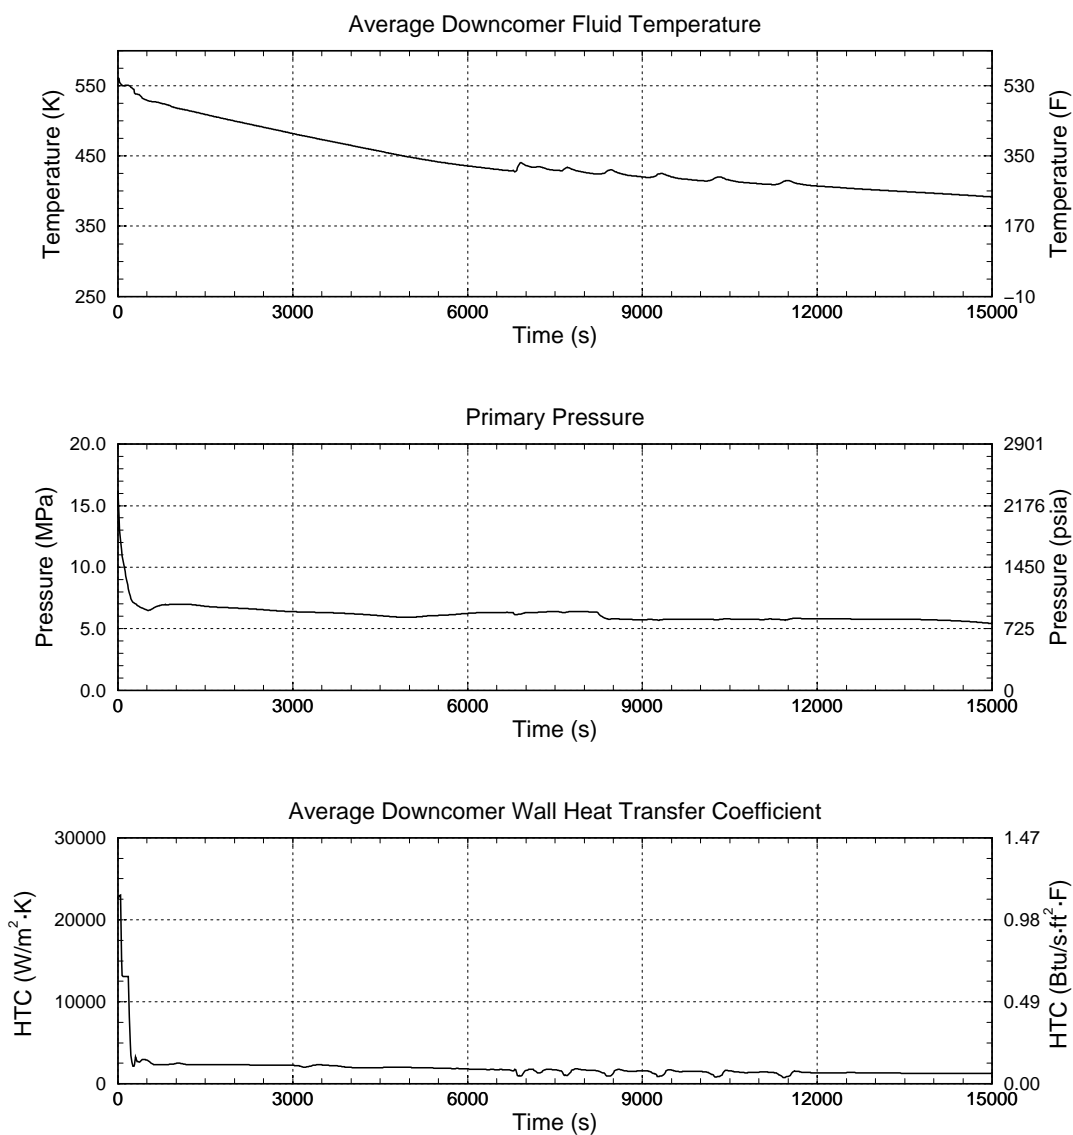 Average Downcomer Fluid Temperature
550
450
350
250
530
350
170
−10
0 3000 6000 9000 12000 15000
Time (s)
Temperature (K)
Temperature (F)
Primary Pressure
20.0
15.0
10.0
5.0
0.0
2901
2176
1450
725
0
0 3000 6000 9000 12000 15000
Time (s)
Pressure (MPa)
Pressure (psia)
Average Downcomer Wall Heat Transfer Coefficient
30000
20000
10000
0
1.47
0.98
0.49
0.00
0 3000 6000 9000 12000 15000
Time (s)
HTC (W/m²·K)
HTC (Btu/s·ft²·F)